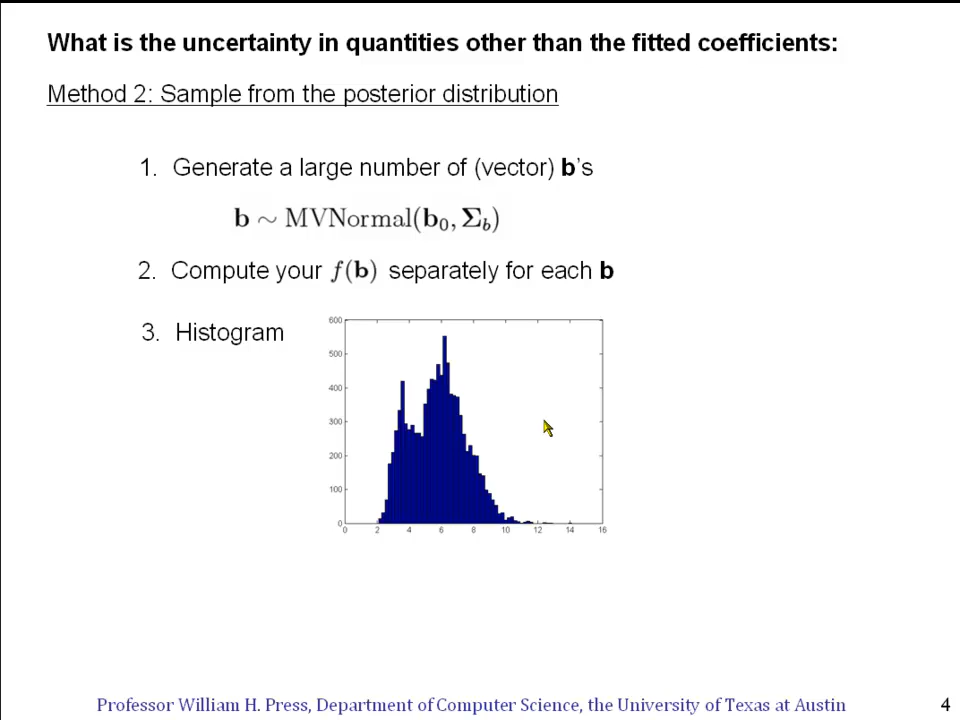 What is the uncertainty in quantities other than the fitted coefficients:
Method 2: Sample from the posterior distribution
1. Generate a large number of (vector) b's
b ~ MVNormal(b₀, Σ_b)
2. Compute your f(b) separately for each b
3. Histogram
600
500
400
300
200
100
0
0 2 4 6 8 10 12 14 16
Professor William H. Press, Department of Computer Science, the University of Texas at Austin 4